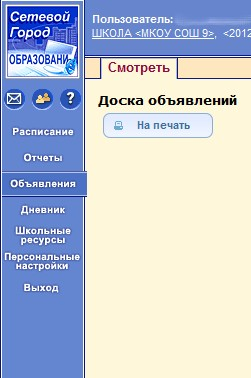 Сетевой
Город
ОБРАЗОВАНИ
Пользователь:
ШКОЛА <МКОУ СОШ 9>, <2012
Смотреть
Доска объявлений
На печать
?
Расписание
Отчеты
Объявления
Дневник
Школьные
ресурсы
Персональные
настройки
Выход